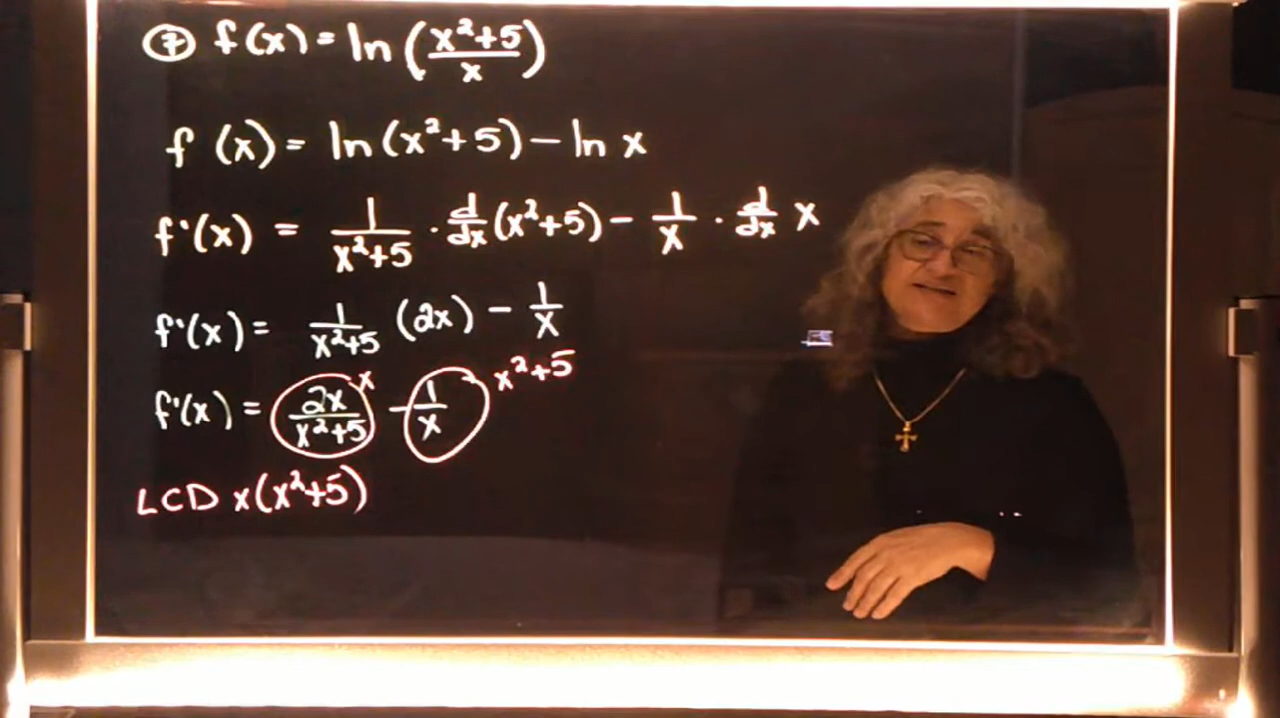 ⑦ f(x) = ln (x²+5 / x)
f(x) = ln(x²+5) - ln x
f'(x) = 1/(x²+5) · d/dx (x²+5) - 1/x · d/dx x
f'(x) = 1/(x²+5) (2x) - 1/x
f'(x) = 2x/(x²+5) x - 1/x x²+5
LCD x(x²+5)